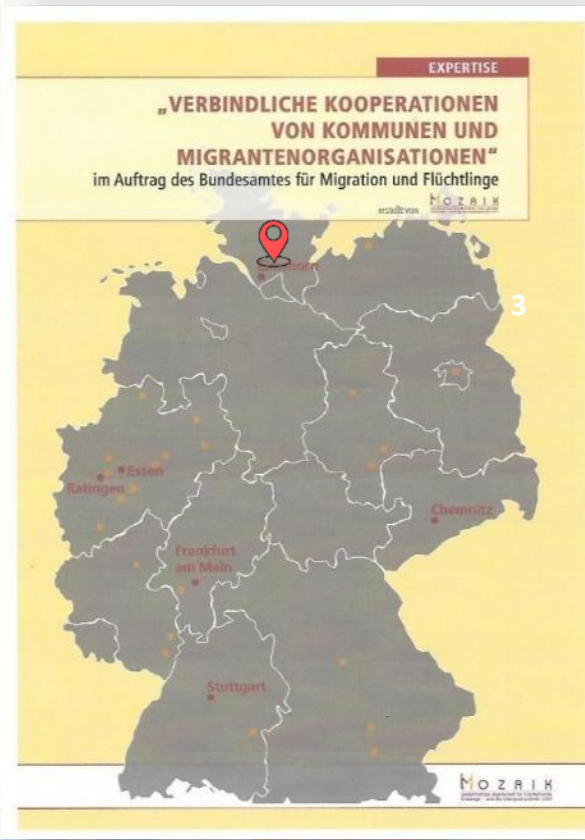 EXPERTISE
„VERBINDLICHE KOOPERATIONEN
VON KOMMUNEN UND
MIGRANTENORGANISATIONEN“
im Auftrag des Bundesamtes für Migration und Flüchtlinge
erstellt von MOZAIK
3
Essen
Ratingen
Chemnitz
Frankfurt
am Main
Stuttgart
MOZAIK